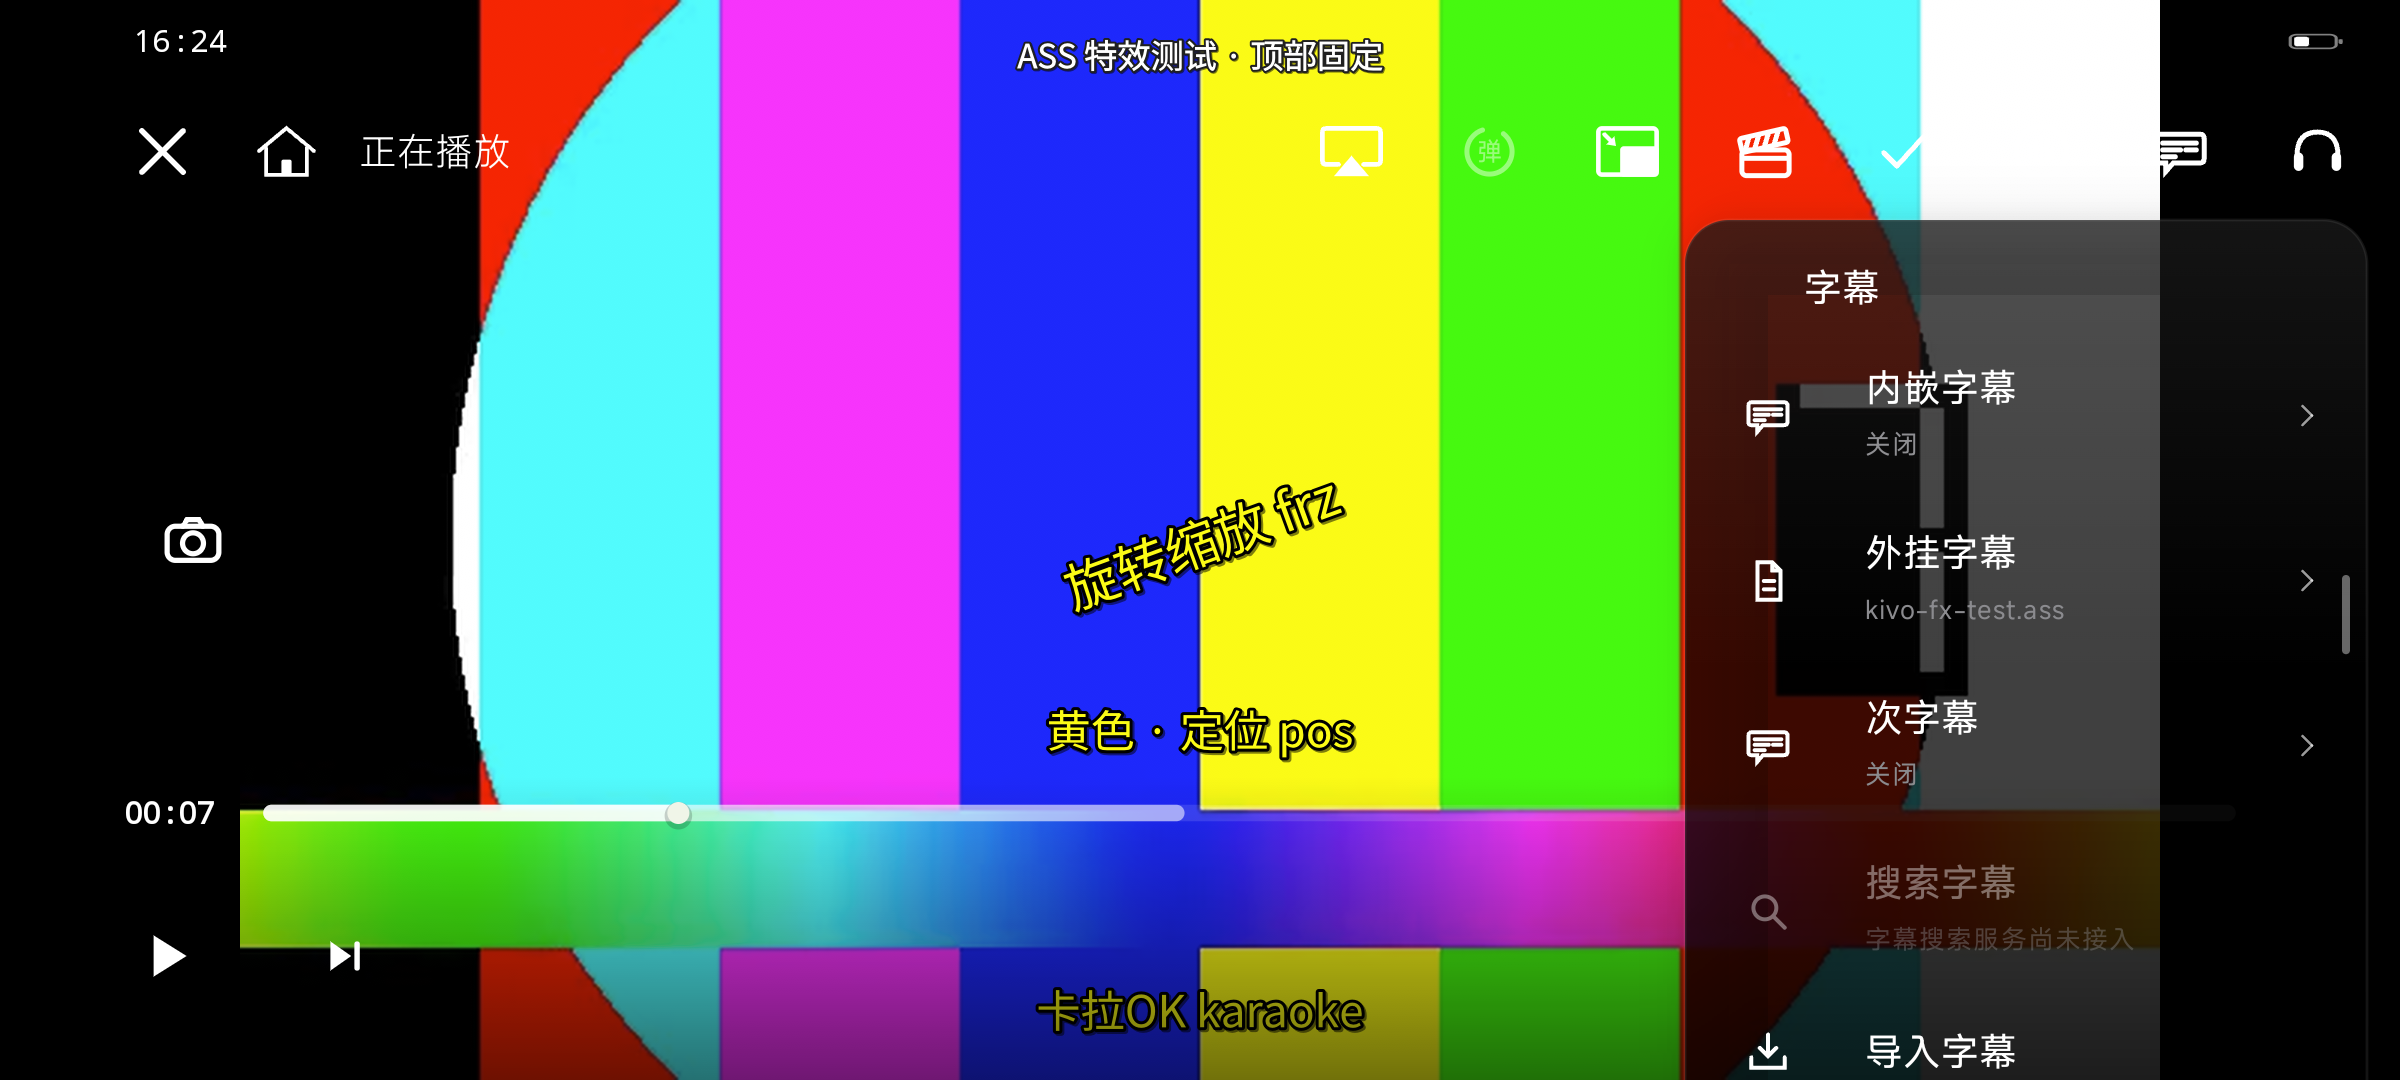 16:24
ASS 特效测试 · 顶部固定
正在播放
弹
字幕
内嵌字幕
关闭
外挂字幕
kivo-fx-test.ass
旋转缩放 frz
次字幕
黄色 · 定位 pos
关闭
00:07
搜索字幕
字幕搜索服务尚未接入
卡拉OK karaoke
导入字幕